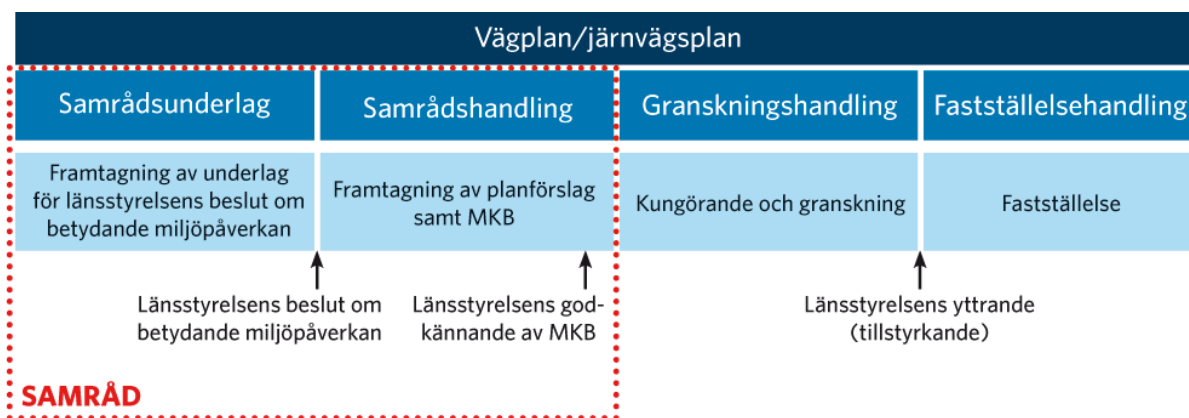 Vägplan/järnvägsplan
Samrådsunderlag
Samrådshandling
Granskningshandling
Fastställelsehandling
Framtagning av underlag
för länsstyrelsens beslut om
betydande miljöpåverkan
Framtagning av planförslag
samt MKB
Kungörande och granskning
Fastställelse
Länsstyrelsens beslut om
betydande miljöpåverkan
Länsstyrelsens god-
kännande av MKB
Länsstyrelsens yttrande
(tillstyrkande)
SAMRÅD